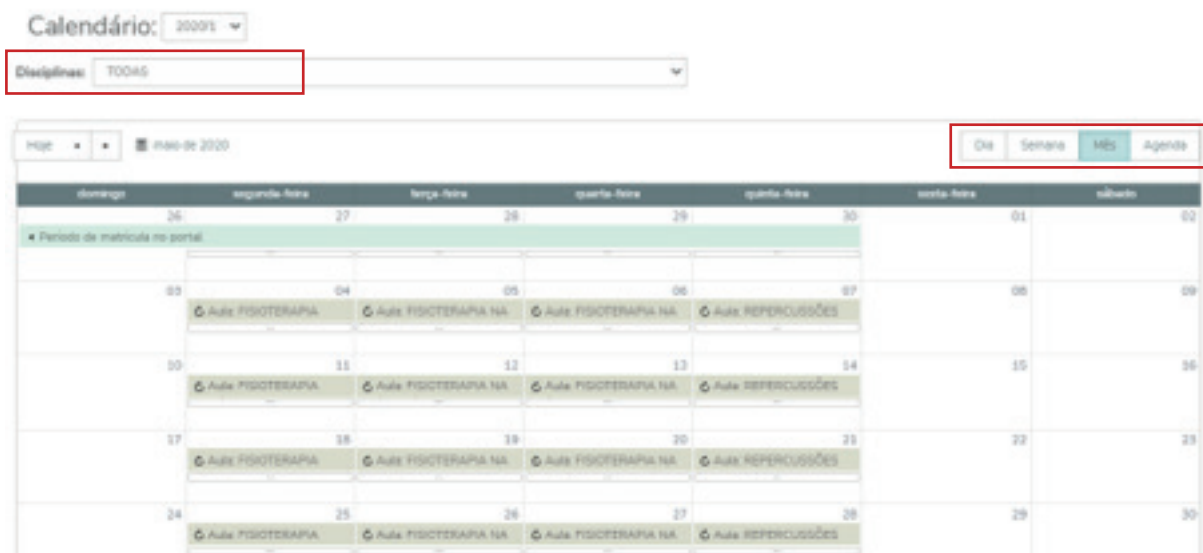 Calendário: 2020/1
Disciplinas: TODAS
Hoje maio de 2020 Dia Semana Mês Agenda
domingo segunda-feira terça-feira quarta-feira quinta-feira sexta-feira sábado
26 27 28 29 30 01 02
Período de matricula no portal
03 04 05 06 07 08 09
Aula: FISIOTERAPIA Aula: FISIOTERAPIA NA Aula: FISIOTERAPIA NA Aula: REPERCUSSÕES
10 11 12 13 14 15 16
Aula: FISIOTERAPIA Aula: FISIOTERAPIA NA Aula: FISIOTERAPIA NA Aula: REPERCUSSÕES
17 18 19 20 21 22 23
Aula: FISIOTERAPIA Aula: FISIOTERAPIA NA Aula: FISIOTERAPIA NA Aula: REPERCUSSÕES
24 25 26 27 28 29 30
Aula: FISIOTERAPIA Aula: FISIOTERAPIA NA Aula: FISIOTERAPIA NA Aula: REPERCUSSÕES